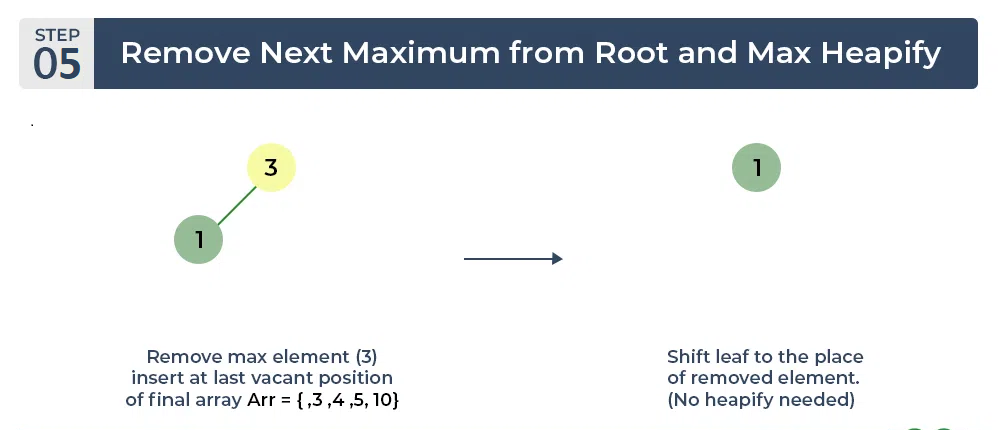 STEP
05
Remove Next Maximum from Root and Max Heapify
.
3
1
1
Remove max element (3)
insert at last vacant position
of final array Arr = { ,3 ,4 ,5, 10}
Shift leaf to the place
of removed element.
(No heapify needed)